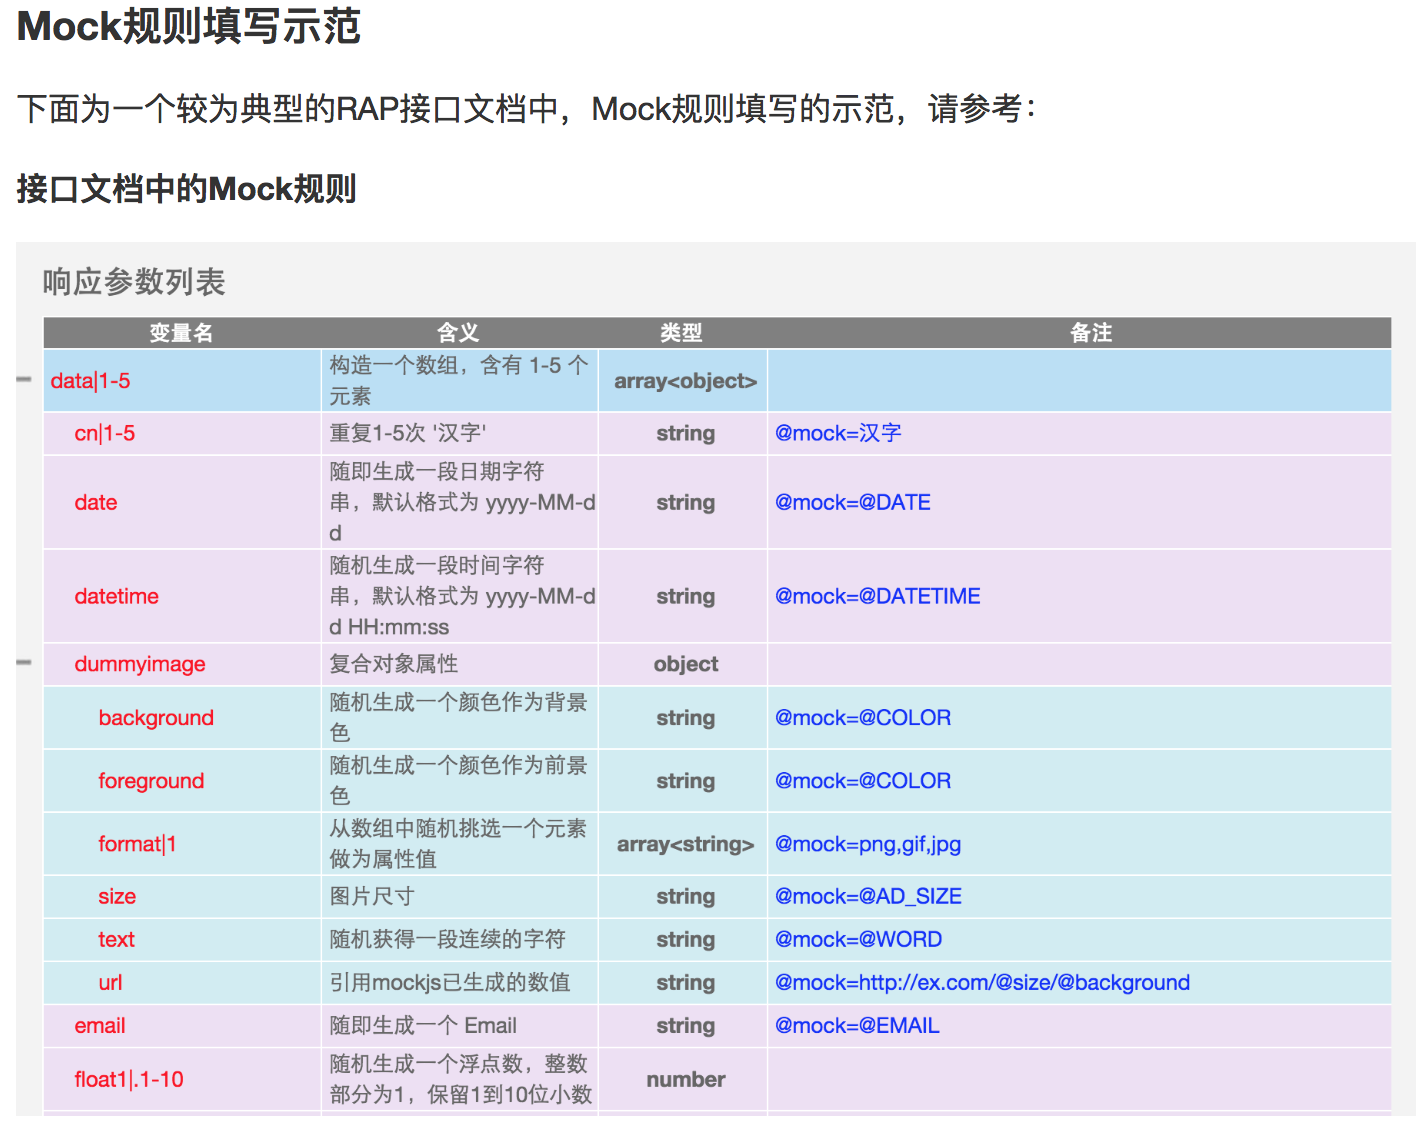 Mock规则填写示范
下面为一个较为典型的RAP接口文档中，Mock规则填写的示范，请参考：
接口文档中的Mock规则
响应参数列表
变量名 含义 类型 备注
data|1-5 构造一个数组，含有 1-5 个
元素 array<object>
cn|1-5 重复1-5次 '汉字' string @mock=汉字
date 随即生成一段日期字符
串，默认格式为 yyyy-MM-d
d string @mock=@DATE
datetime 随机生成一段时间字符
串，默认格式为 yyyy-MM-d
d HH:mm:ss string @mock=@DATETIME
dummyimage 复合对象属性 object
background 随机生成一个颜色作为背景
色 string @mock=@COLOR
foreground 随机生成一个颜色作为前景
色 string @mock=@COLOR
format|1 从数组中随机挑选一个元素
做为属性值 array<string> @mock=png,gif,jpg
size 图片尺寸 string @mock=@AD_SIZE
text 随机获得一段连续的字符 string @mock=@WORD
url 引用mockjs已生成的数值 string @mock=http://ex.com/@size/@background
email 随即生成一个 Email string @mock=@EMAIL
float1|.1-10 随机生成一个浮点数，整数
部分为1，保留1到10位小数 number